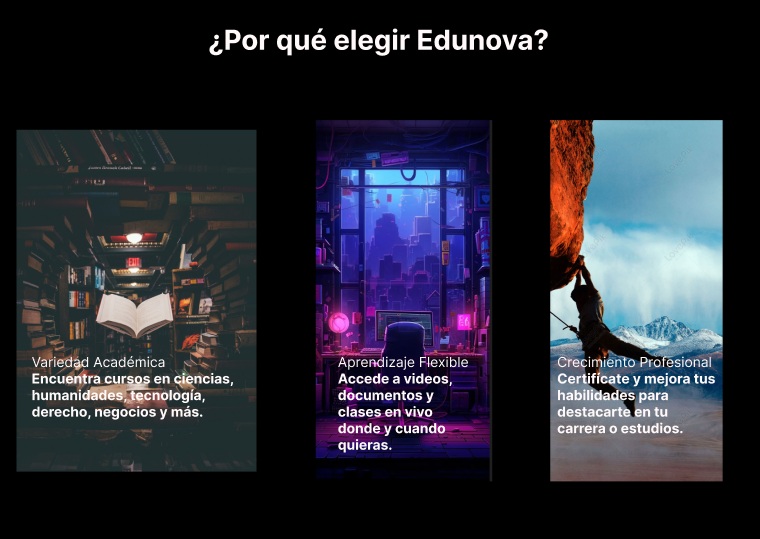 ¿Por qué elegir Edunova?
Variedad Académica
Encuentra cursos en ciencias,
humanidades, tecnología,
derecho, negocios y más.
Aprendizaje Flexible
Accede a videos,
documentos y
clases en vivo
donde y cuando
quieras.
Crecimiento Profesional
Certifícate y mejora tus
habilidades para
destacarte en tu
carrera o estudios.